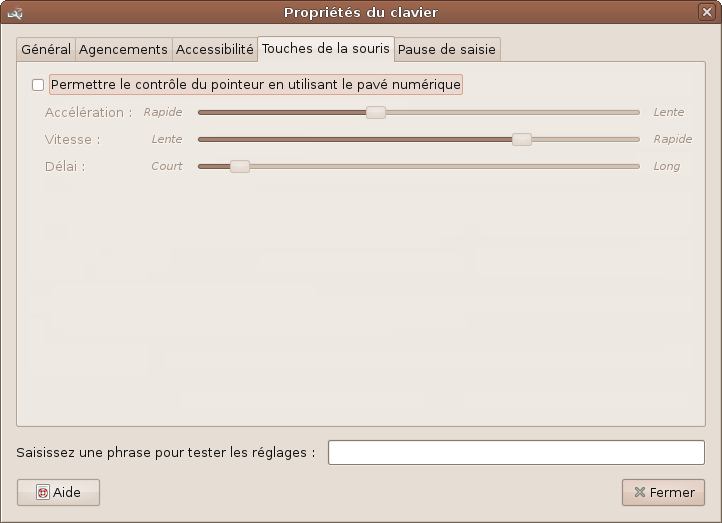 Propriétés du clavier
Général Agencements Accessibilité Touches de la souris Pause de saisie
Permettre le contrôle du pointeur en utilisant le pavé numérique
Accélération : Rapide Lente
Vitesse : Lente Rapide
Délai : Court Long
Saisissez une phrase pour tester les réglages :
Aide Fermer